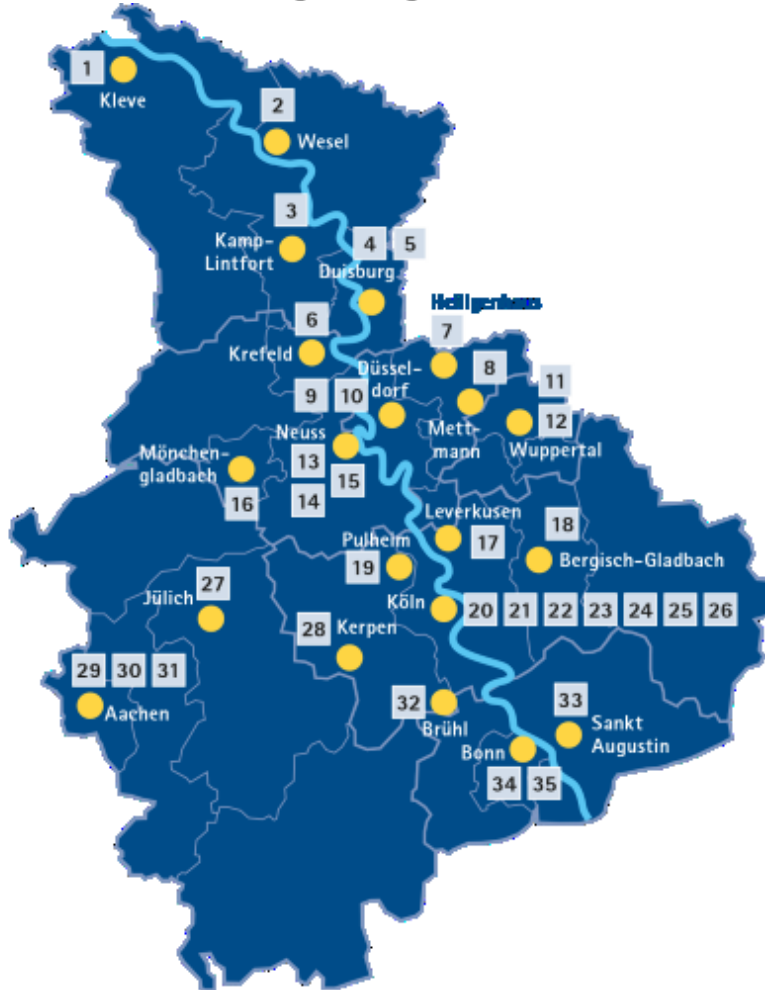 1
Kleve
2
Wesel
3
Kamp-
Lintfort
4 5
Duisburg
Heiligenhaus
6
7
Krefeld
Düssel-
dorf
8
9 10
11
12
Mett-
mann
Wuppertal
Neuss
13
14
15
Mönchen-
gladbach
16
Leverkusen
17
18
Bergisch-Gladbach
Pulheim
19
Köln
20 21 22 23 24 25 26
27
Jülich
28
Kerpen
29 30 31
Aachen
32
Brühl
33
Sankt
Augustin
Bonn
34 35